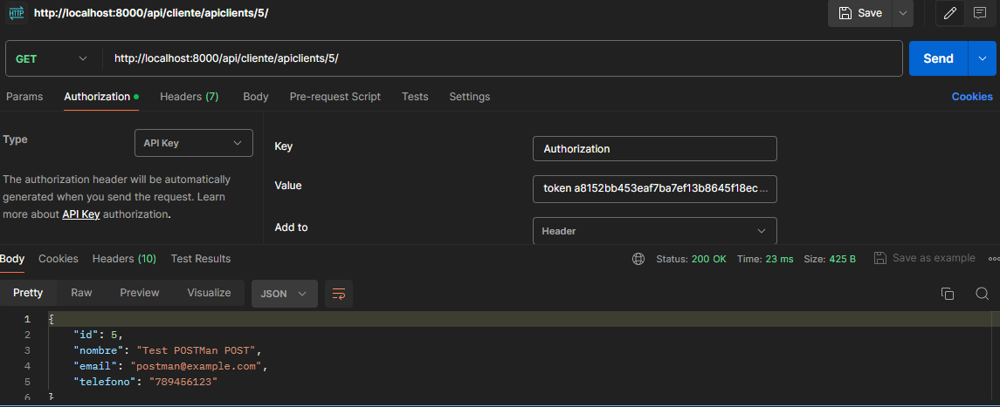 HTTP http://localhost:8000/api/cliente/apiclients/5/ Save
GET http://localhost:8000/api/cliente/apiclients/5/ Send
Params Authorization Headers (7) Body Pre-request Script Tests Settings Cookies
Type API Key
The authorization header will be automatically
generated when you send the request. Learn
more about API Key authorization.
Key Authorization
Value token a8152bb453eaf7ba7ef13b8645f18ec ...
Add to Header
Body Cookies Headers (10) Test Results Status: 200 OK Time: 23 ms Size: 425 B Save as example
Pretty Raw Preview Visualize JSON
1 {
2 "id": 5,
3 "nombre": "Test POSTMan POST",
4 "email": "postman@example.com",
5 "telefono": "789456123"
6 }